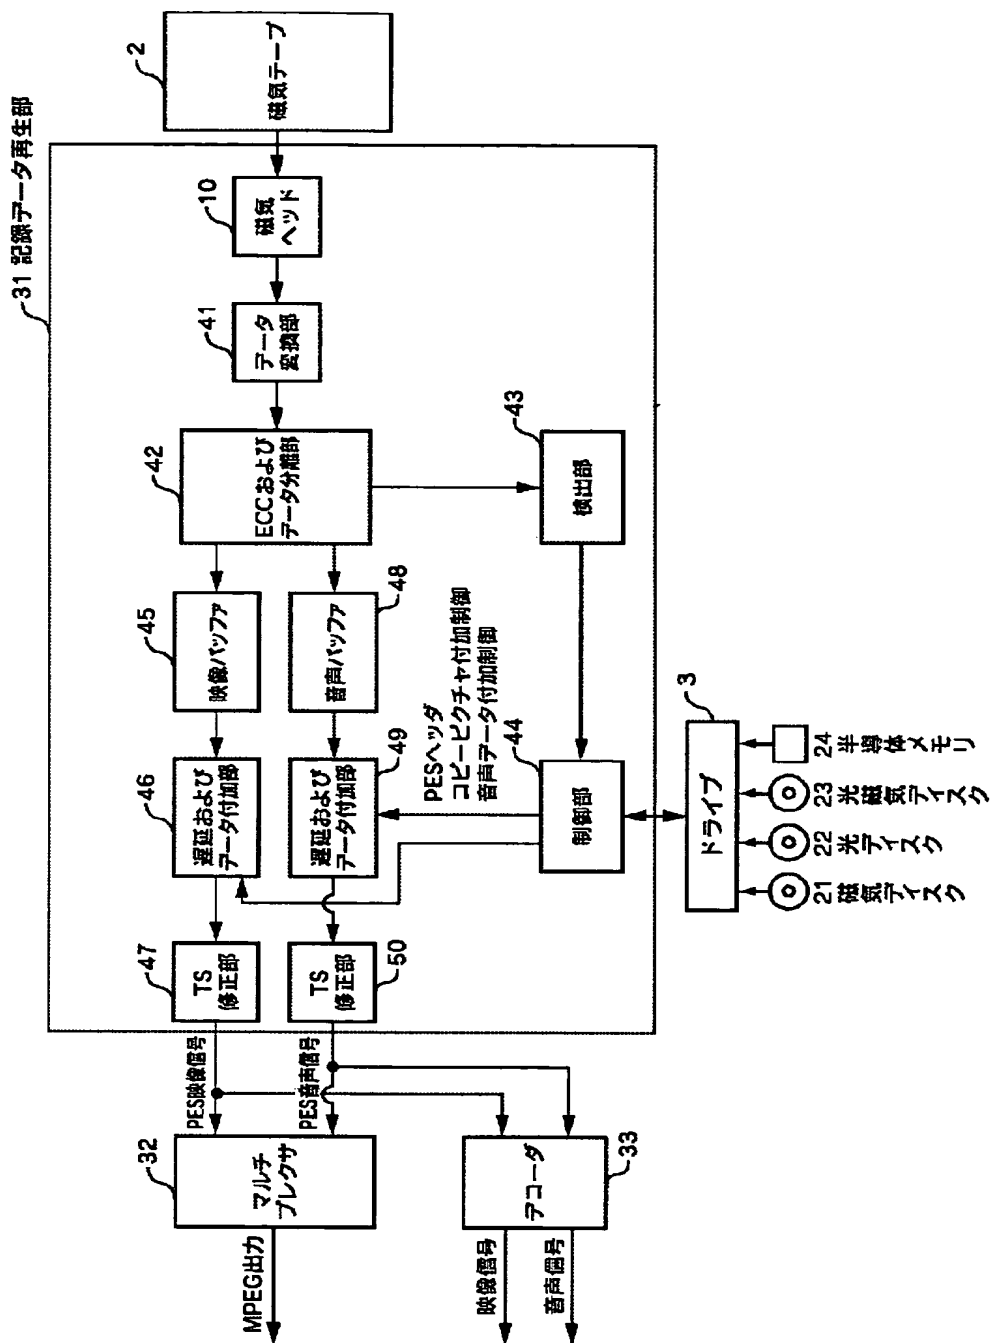 31 記録データ再生部
2
磁気テープ
10
磁気
ヘッド
41
データ
変換部
42
ECCおよび
データ分離部
43
検出部
45
映像バッファ
48
音声バッファ
46
遅延および
データ付加部
49
遅延および
データ付加部
PESヘッダ
コピーピクチャ付加制御
音声データ付加制御
44
制御部
47
TS
修正部
50
TS
修正部
3
ドライブ
24 半導体メモリ
23 光磁気ディスク
22 光ディスク
21 磁気ディスク
PES映像信号
PES音声信号
32
マルチ
プレクサ
33
デコーダ
MPEG出力
映像信号
音声信号